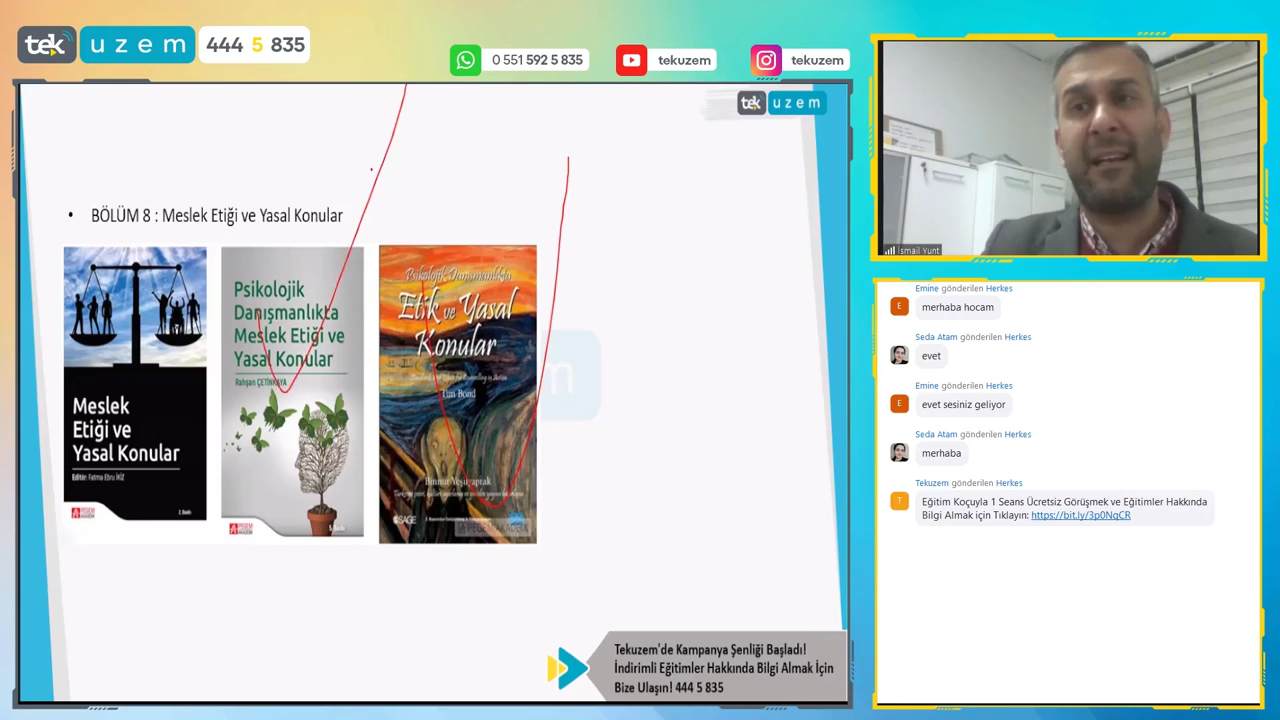 tek
uzem
444 5 835
0 551 592 5 835
tekuzem
tekuzem
tek uzem
• BÖLÜM 8 : Meslek Etiği ve Yasal Konular
Meslek
Etiği ve
Yasal Konular
Editör: Fatma Ebru İKİZ
2. Baskı
Psikolojik
Danışmanlıkta
Meslek Etiği ve
Yasal Konular
Rahşan ÇETİNKAYA
5. Baskı
Psikolojik Danışmanlıkta
Etik ve Yasal
Konular
Tim Bond
Binnur Yeşilyaprak
SAGE
Tekuzem'de Kampanya Şenliği Başladı!
İndirimli Eğitimler Hakkında Bilgi Almak İçin
Bize Ulaşın! 444 5 835
İsmail Yunt
Emine gönderilen Herkes
E
merhaba hocam
Seda Atam gönderilen Herkes
evet
Emine gönderilen Herkes
E
evet sesiniz geliyor
Seda Atam gönderilen Herkes
merhaba
Tekuzem gönderilen Herkes
T
Eğitim Koçuyla 1 Seans Ücretsiz Görüşmek ve Eğitimler Hakkında
Bilgi Almak için Tıklayın: https://bit.ly/3p0NqCR